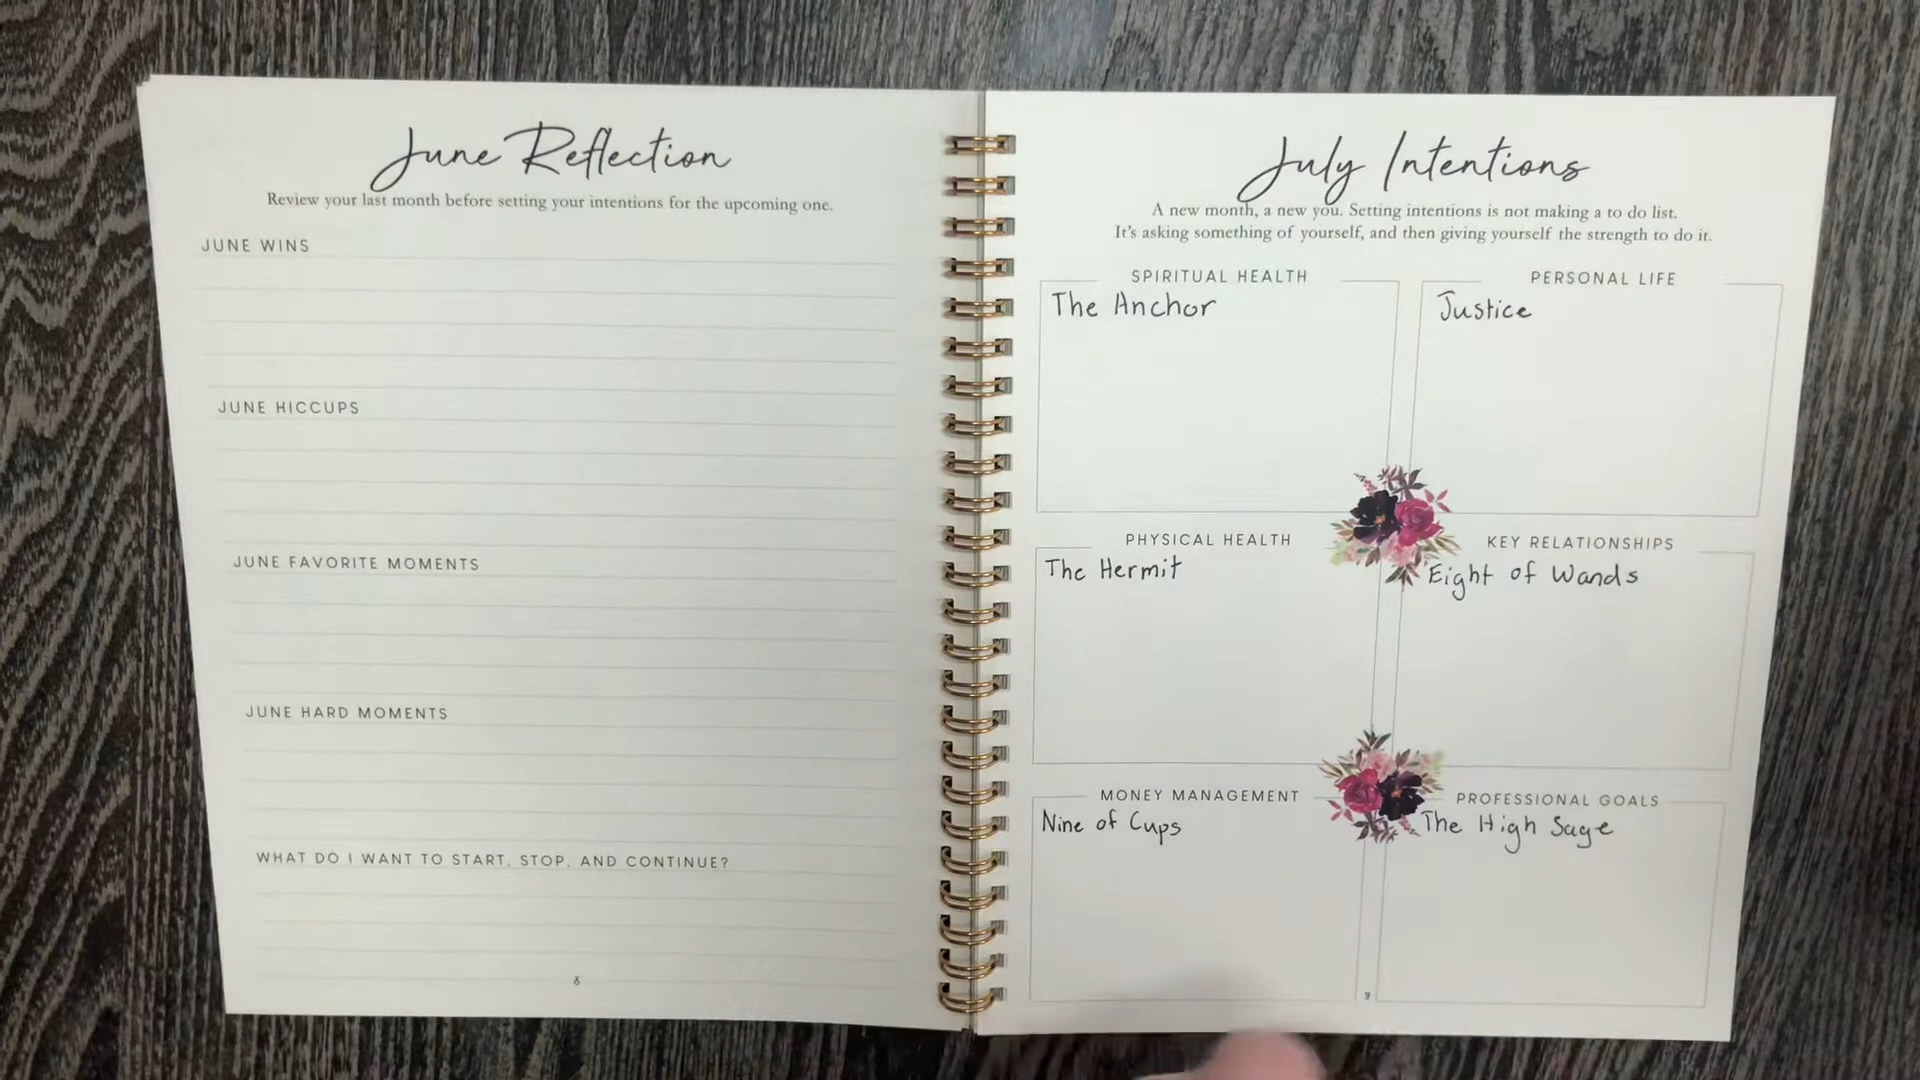 June Reflection
Review your last month before setting your intentions for the upcoming one.
JUNE WINS
JUNE HICCUPS
JUNE FAVORITE MOMENTS
JUNE HARD MOMENTS
WHAT DO I WANT TO START, STOP, AND CONTINUE?
8
July Intentions
A new month, a new you. Setting intentions is not making a to do list.
It's asking something of yourself, and then giving yourself the strength to do it.
SPIRITUAL HEALTH
The Anchor
PERSONAL LIFE
Justice
PHYSICAL HEALTH
The Hermit
KEY RELATIONSHIPS
Eight of Wands
MONEY MANAGEMENT
Nine of Cups
PROFESSIONAL GOALS
The High Sage
9